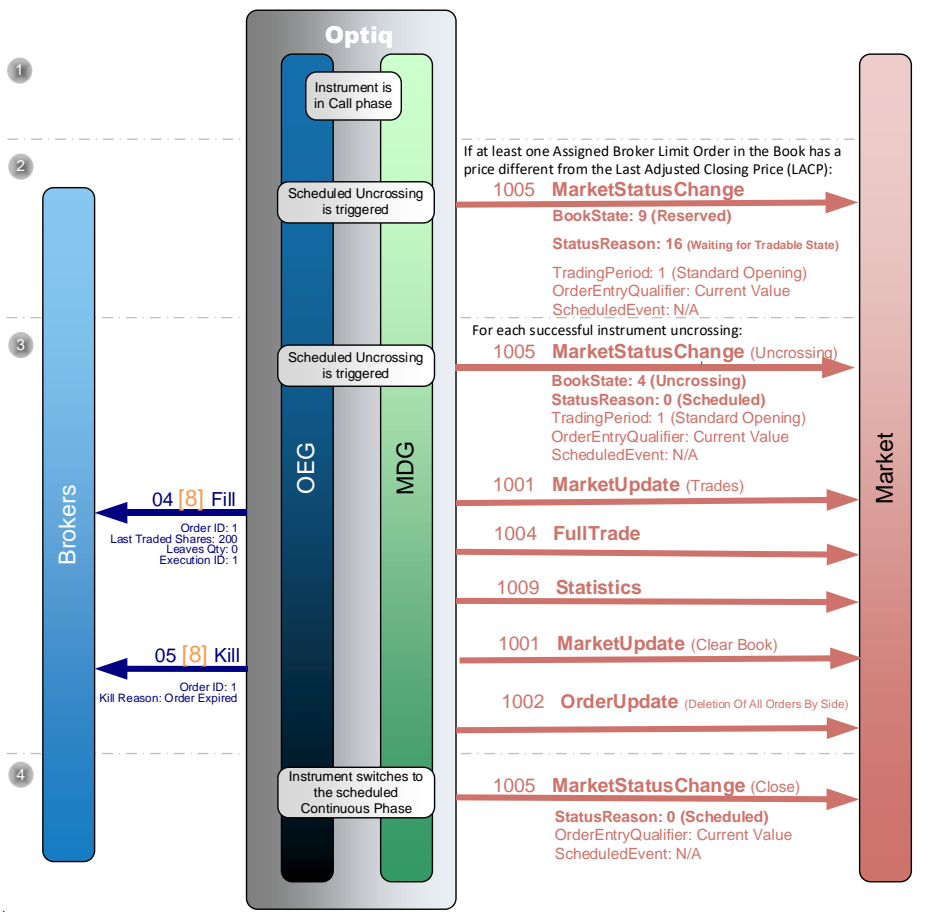 Optiq
1
Instrument is
in Call phase
2
If at least one Assigned Broker Limit Order in the Book has a
price different from the Last Adjusted Closing Price (LACP):
Scheduled Uncrossing
is triggered
1005 MarketStatusChange
BookState: 9 (Reserved)
StatusReason: 16 (Waiting for Tradable State)
TradingPeriod: 1 (Standard Opening)
OrderEntryQualifier: Current Value
ScheduledEvent: N/A
3
For each successful instrument uncrossing:
Scheduled Uncrossing
is triggered
1005 MarketStatusChange (Uncrossing)
BookState: 4 (Uncrossing)
StatusReason: 0 (Scheduled)
TradingPeriod: 1 (Standard Opening)
OrderEntryQualifier: Current Value
ScheduledEvent: N/A
Brokers
OEG
MDG
Market
04 [8] Fill
Order ID: 1
Last Traded Shares: 200
Leaves Qty: 0
Execution ID: 1
1001 MarketUpdate (Trades)
1004 FullTrade
1009 Statistics
05 [8] Kill
Order ID: 1
Kill Reason: Order Expired
1001 MarketUpdate (Clear Book)
1002 OrderUpdate (Deletion Of All Orders By Side)
4
Instrument switches to
the scheduled
Continuous Phase
1005 MarketStatusChange (Close)
StatusReason: 0 (Scheduled)
OrderEntryQualifier: Current Value
ScheduledEvent: N/A